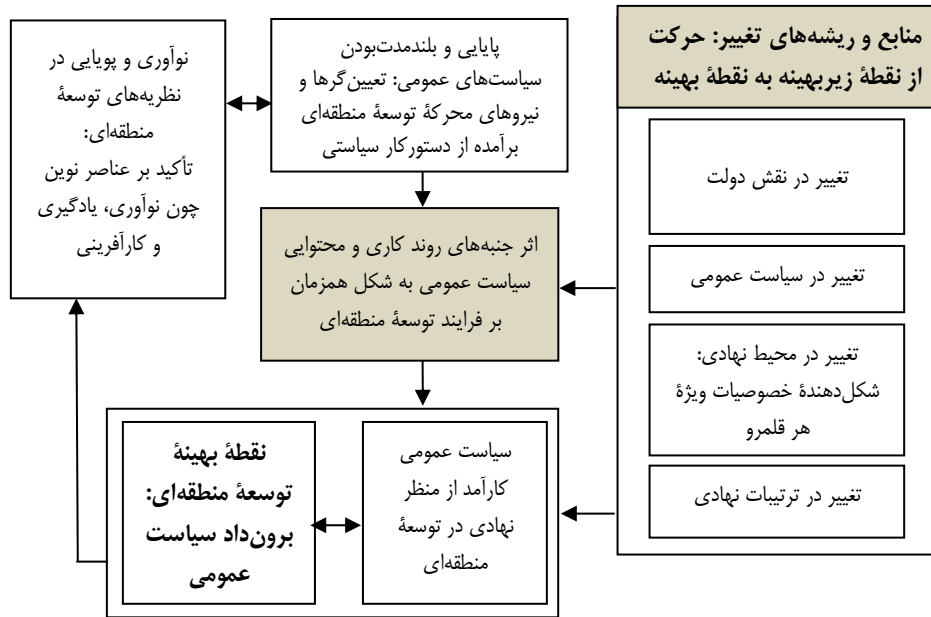 منابع و ریشه‌های تغییر: حرکت
از نقطهٔ زیربهینه به نقطهٔ بهینه
تغییر در نقش دولت
تغییر در سیاست عمومی
تغییر در محیط نهادی:
شکل‌دهندهٔ خصوصیات ویژهٔ
هر قلمرو
تغییر در ترتیبات نهادی
پایایی و بلندمدت‌بودن
سیاست‌های عمومی: تعیین‌گرها و
نیروهای محرکهٔ توسعهٔ منطقه‌ای
برآمده از دستورکار سیاستی
نوآوری و پویایی در
نظریه‌های توسعهٔ
منطقه‌ای:
تأکید بر عناصر نوین
چون نوآوری، یادگیری
و کارآفرینی
اثر جنبه‌های روند کاری و محتوایی
سیاست عمومی به شکل همزمان
بر فرایند توسعهٔ منطقه‌ای
سیاست عمومی
کارآمد از منظر
نهادی در توسعهٔ
منطقه‌ای
نقطهٔ بهینهٔ
توسعهٔ منطقه‌ای:
برون‌داد سیاست
عمومی